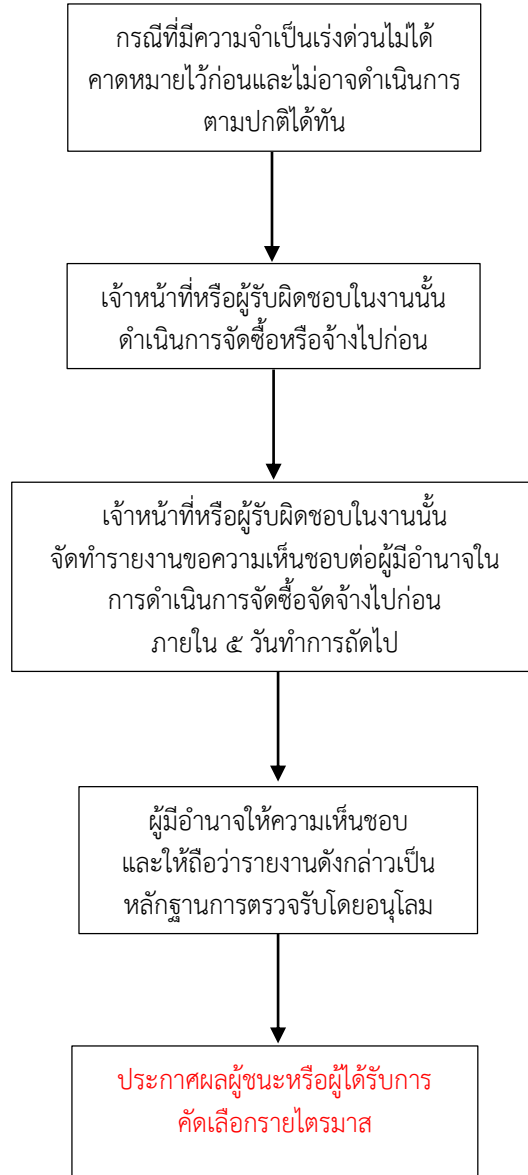 กรณีที่มีความจำเป็นเร่งด่วนไม่ได้
คาดหมายไว้ก่อนและไม่อาจดำเนินการ
ตามปกติได้ทัน
เจ้าหน้าที่หรือผู้รับผิดชอบในงานนั้น
ดำเนินการจัดซื้อหรือจ้างไปก่อน
เจ้าหน้าที่หรือผู้รับผิดชอบในงานนั้น
จัดทำรายงานขอความเห็นชอบต่อผู้มีอำนาจใน
การดำเนินการจัดซื้อจัดจ้างไปก่อน
ภายใน ๕ วันทำการถัดไป
ผู้มีอำนาจให้ความเห็นชอบ
และให้ถือว่ารายงานดังกล่าวเป็น
หลักฐานการตรวจรับโดยอนุโลม
ประกาศผลผู้ชนะหรือผู้ได้รับการ
คัดเลือกรายไตรมาส